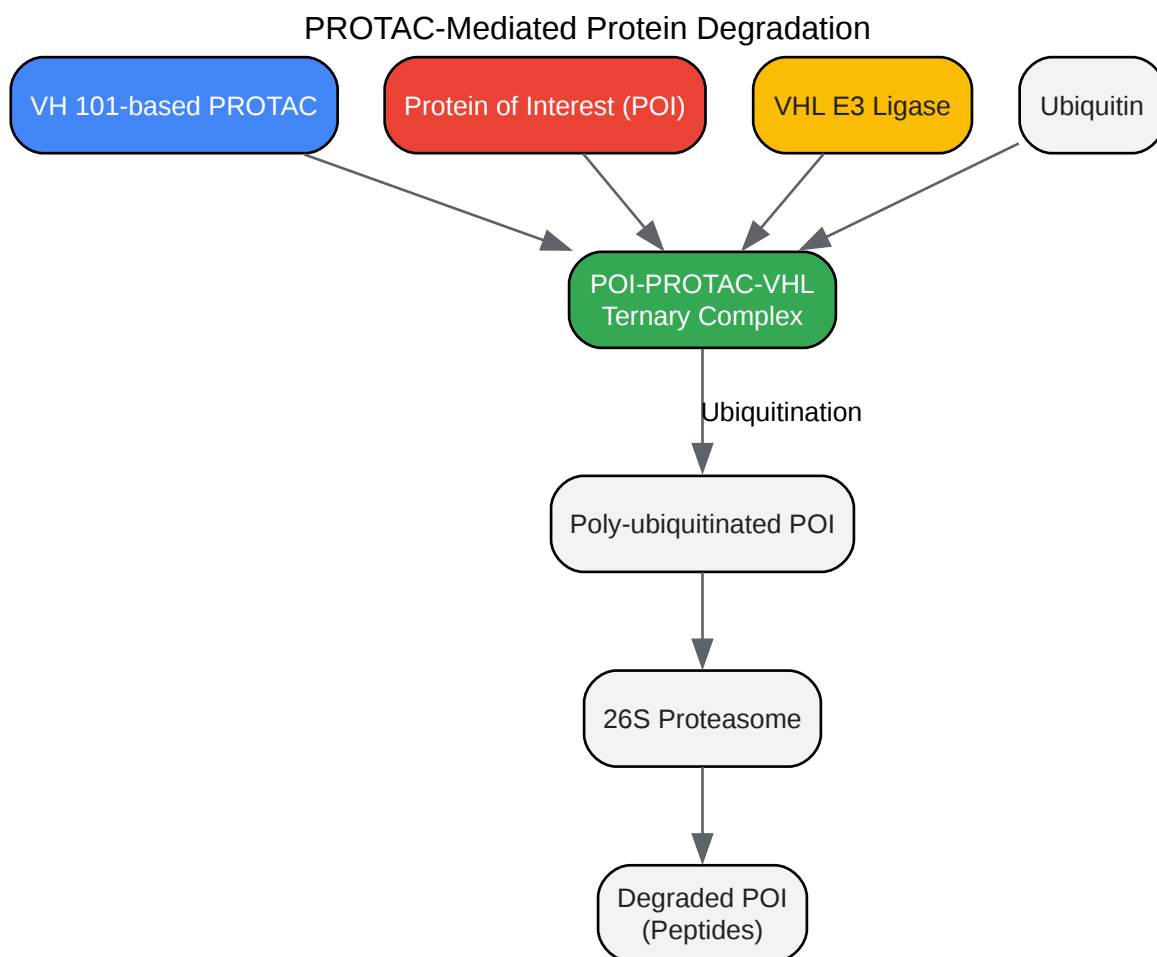 PROTAC-Mediated Protein Degradation
VH 101-based PROTAC
Protein of Interest (POI)
VHL E3 Ligase
Ubiquitin
POI-PROTAC-VHL
Ternary Complex
Ubiquitination
Poly-ubiquitinated POI
26S Proteasome
Degraded POI
(Peptides)